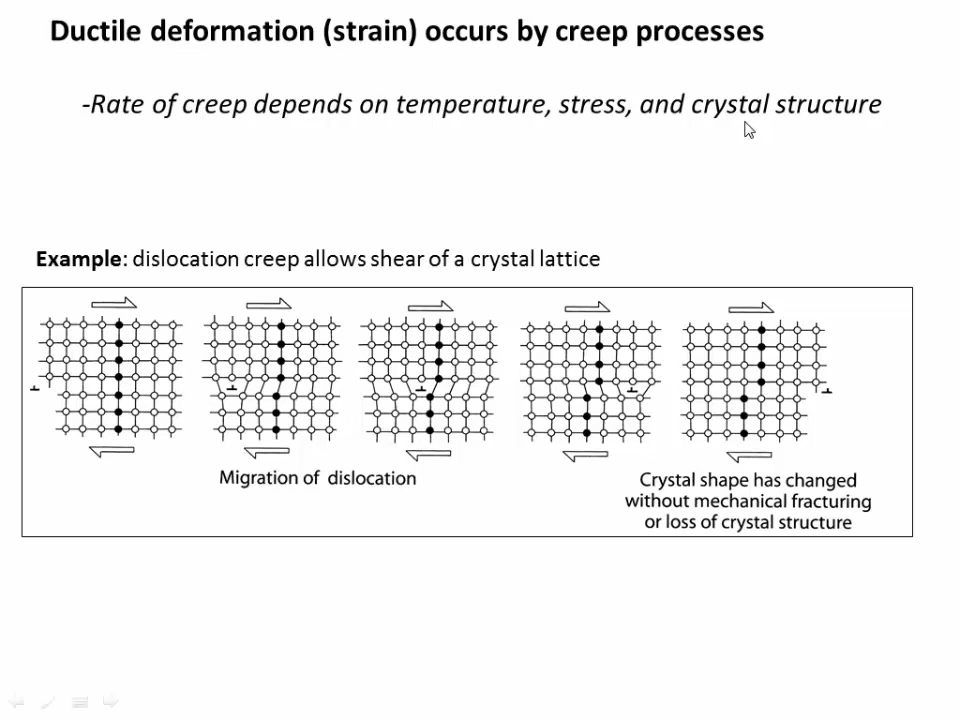 Ductile deformation (strain) occurs by creep processes
-Rate of creep depends on temperature, stress, and crystal structure
Example: dislocation creep allows shear of a crystal lattice
Migration of dislocation
Crystal shape has changed
without mechanical fracturing
or loss of crystal structure